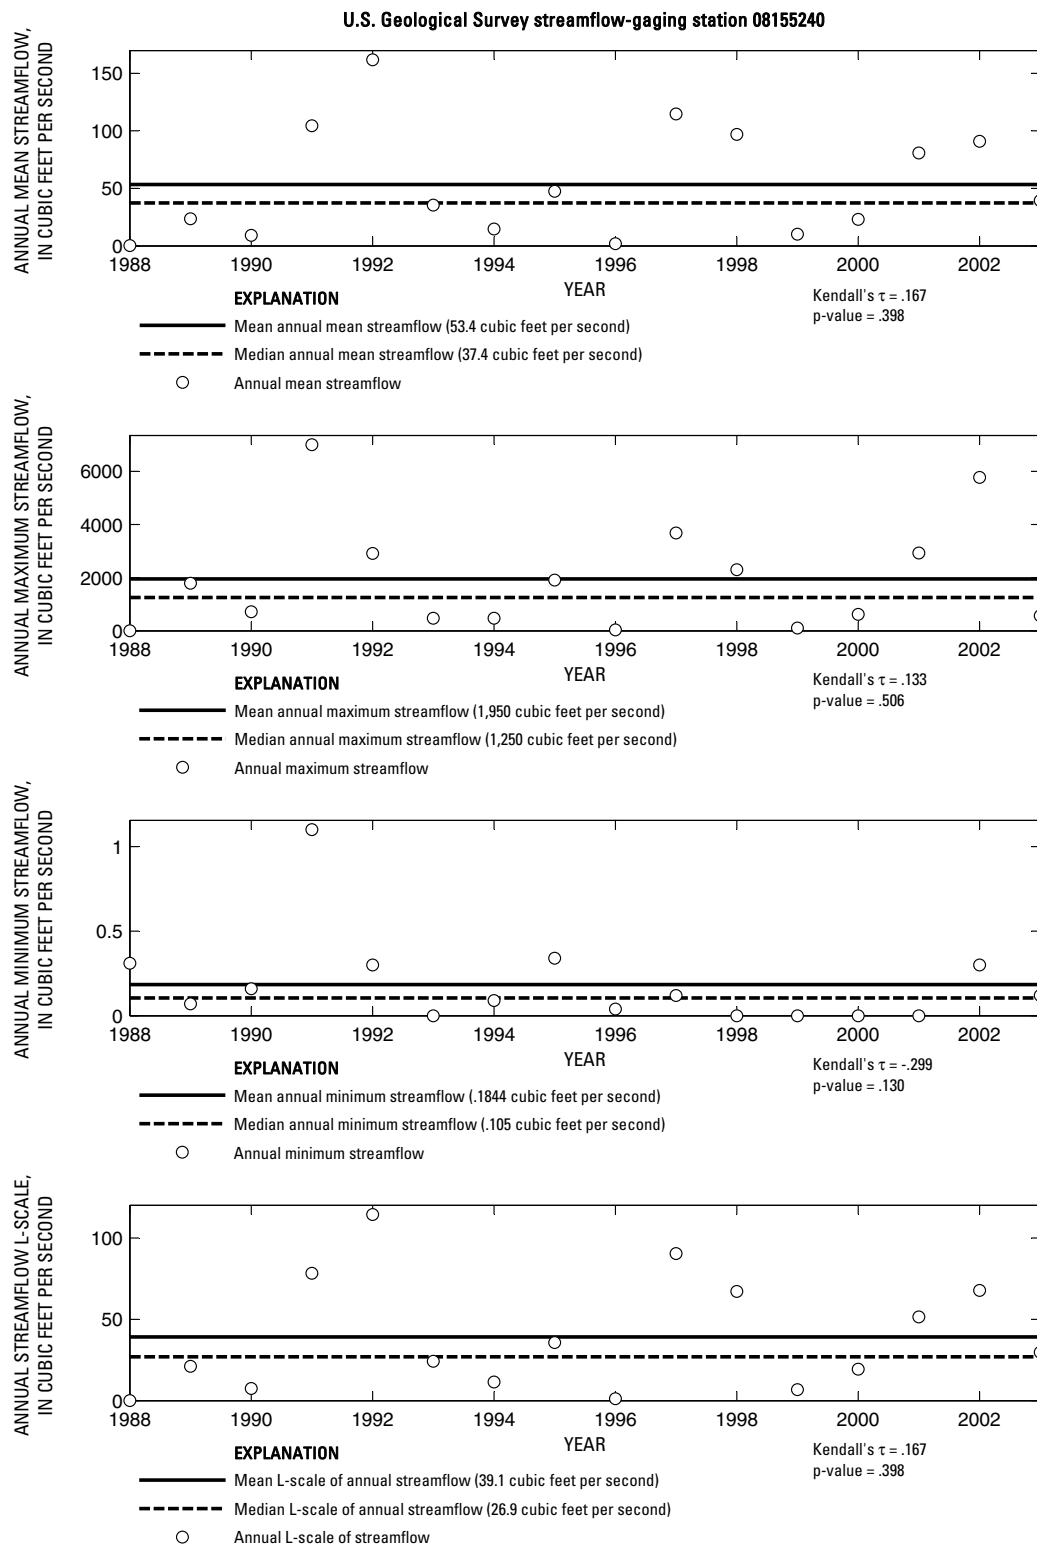 U.S. Geological Survey streamflow-gaging station 08155240
ANNUAL MEAN STREAMFLOW,
IN CUBIC FEET PER SECOND
150
100
50
0
1988 1990 1992 1994 1996 1998 2000 2002
YEAR
EXPLANATION
Mean annual mean streamflow (53.4 cubic feet per second)
Median annual mean streamflow (37.4 cubic feet per second)
Annual mean streamflow
Kendall's τ = .167
p-value = .398
ANNUAL MAXIMUM STREAMFLOW,
IN CUBIC FEET PER SECOND
6000
4000
2000
0
1988 1990 1992 1994 1996 1998 2000 2002
YEAR
EXPLANATION
Mean annual maximum streamflow (1,950 cubic feet per second)
Median annual maximum streamflow (1,250 cubic feet per second)
Annual maximum streamflow
Kendall's τ = .133
p-value = .506
ANNUAL MINIMUM STREAMFLOW,
IN CUBIC FEET PER SECOND
1
0.5
0
1988 1990 1992 1994 1996 1998 2000 2002
YEAR
EXPLANATION
Mean annual minimum streamflow (.1844 cubic feet per second)
Median annual minimum streamflow (.105 cubic feet per second)
Annual minimum streamflow
Kendall's τ = -.299
p-value = .130
ANNUAL STREAMFLOW L-SCALE,
IN CUBIC FEET PER SECOND
100
50
0
1988 1990 1992 1994 1996 1998 2000 2002
YEAR
EXPLANATION
Mean L-scale of annual streamflow (39.1 cubic feet per second)
Median L-scale of annual streamflow (26.9 cubic feet per second)
Annual L-scale of streamflow
Kendall's τ = .167
p-value = .398